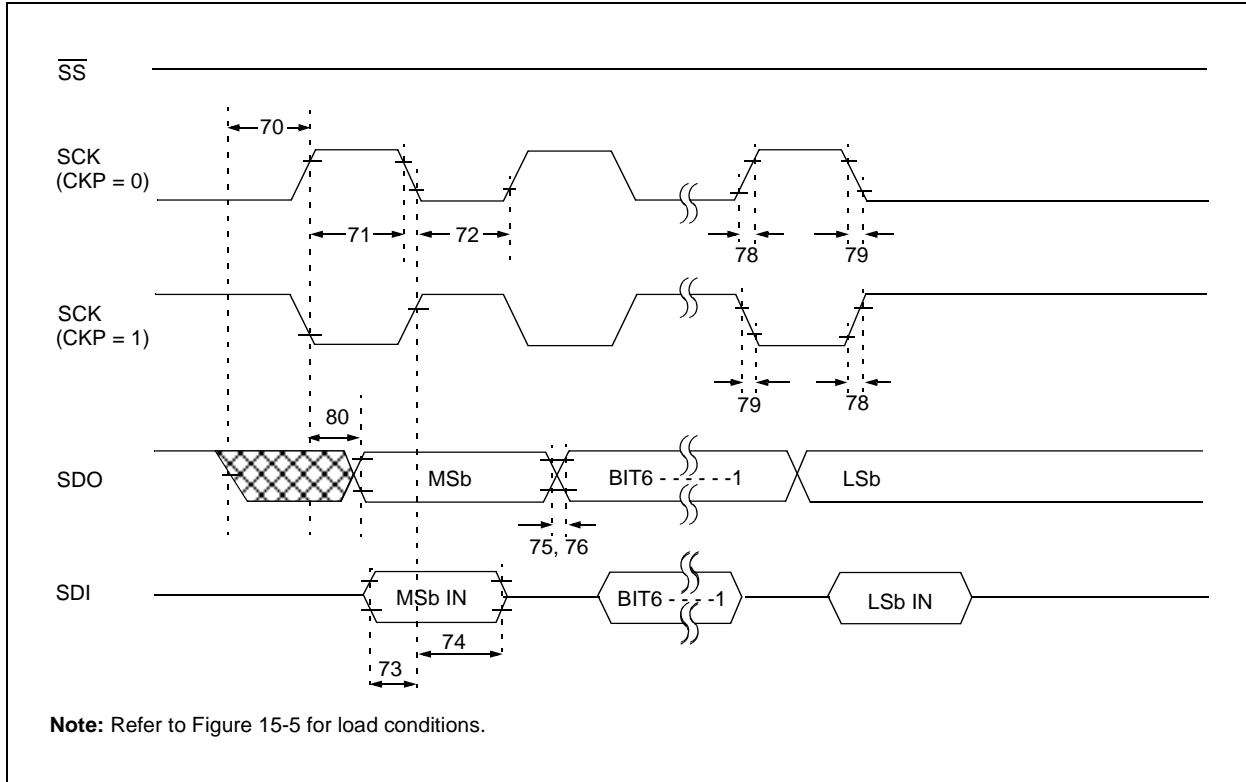 SS
70
SCK
(CKP = 0)
71
72
78
79
SCK
(CKP = 1)
79
78
80
SDO
MSb
BIT6 - - - - - -1
LSb
75, 76
SDI
MSb IN
BIT6 - - - - -1
LSb IN
74
73
Note: Refer to Figure 15-5 for load conditions.